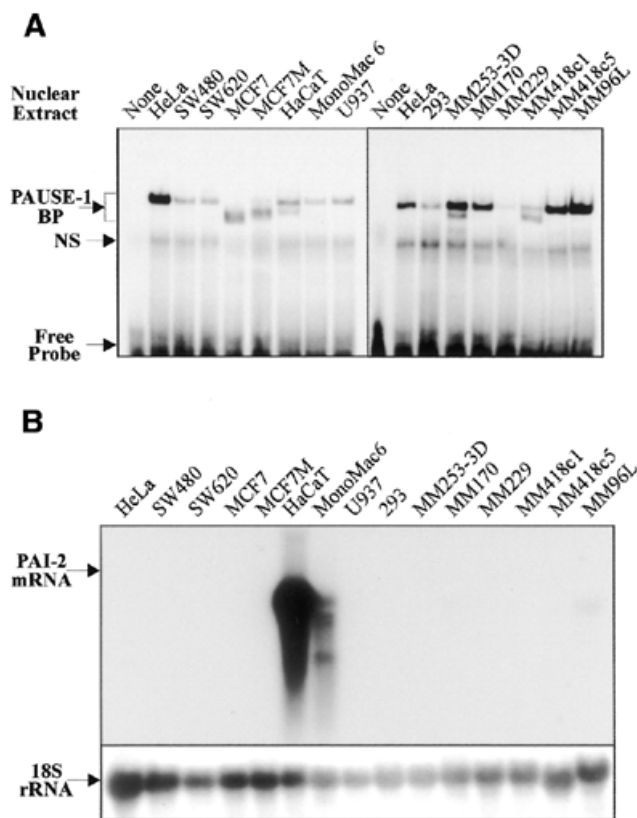 A
Nuclear
Extract
None
HeLa
SW480
SW620
MCF7
MCF7M
HaCaT
MonoMac 6
U937
None
HeLa
293
MM253-3D
MM170
MM229
MM418c1
MM418c5
MM96L
PAUSE-1
BP
NS
Free
Probe
B
HeLa
SW480
SW620
MCF7
MCF7M
HaCaT
MonoMac6
U937
293
MM253-3D
MM170
MM229
MM418c1
MM418c5
MM96L
PAI-2
mRNA
18S
rRNA